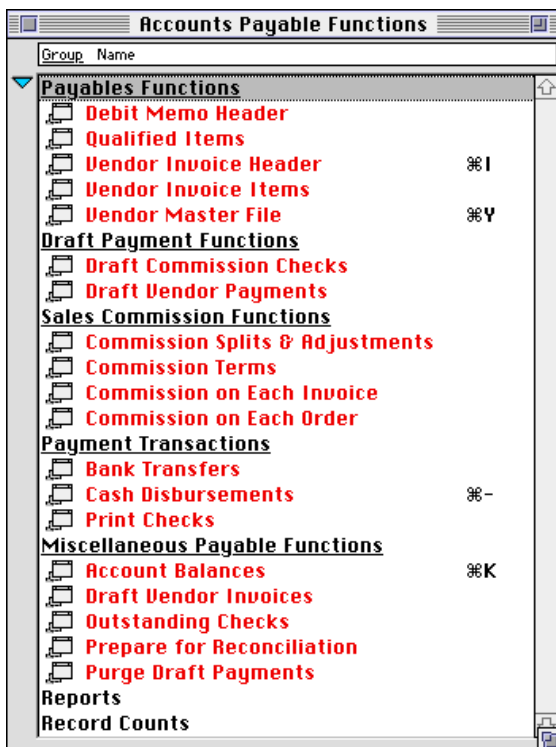 Accounts Payable Functions
Group Name
Payables Functions
Debit Memo Header
Qualified Items
Vendor Invoice Header ⌘I
Vendor Invoice Items
Vendor Master File ⌘Y
Draft Payment Functions
Draft Commission Checks
Draft Vendor Payments
Sales Commission Functions
Commission Splits & Adjustments
Commission Terms
Commission on Each Invoice
Commission on Each Order
Payment Transactions
Bank Transfers
Cash Disbursements ⌘-
Print Checks
Miscellaneous Payable Functions
Account Balances ⌘K
Draft Vendor Invoices
Outstanding Checks
Prepare for Reconciliation
Purge Draft Payments
Reports
Record Counts